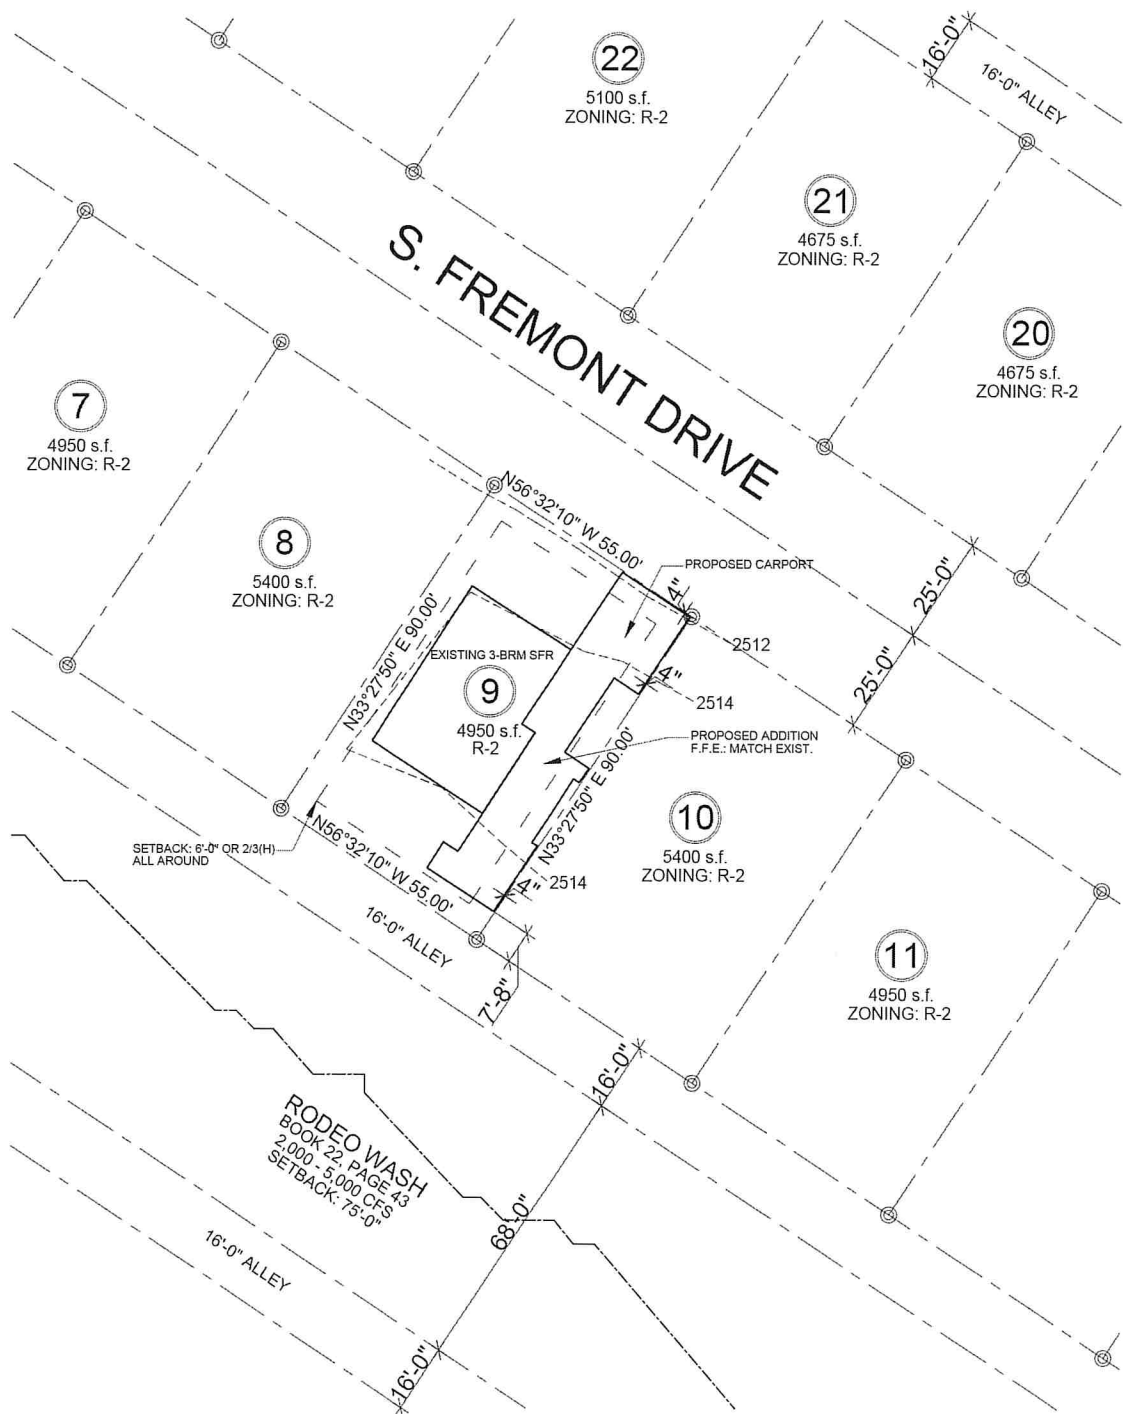 22
5100 s.f.
ZONING: R-2
16'-0"
16'-0" ALLEY
21
4675 s.f.
ZONING: R-2
20
4675 s.f.
ZONING: R-2
S. FREMONT DRIVE
7
4950 s.f.
ZONING: R-2
8
5400 s.f.
ZONING: R-2
N56°32'10" W 55.00'
PROPOSED CARPORT
4"
2512
25'-0"
25'-0"
N33°27'50" E 90.00'
EXISTING 3-BRM SFR
9
4950 s.f.
R-2
4"
2514
PROPOSED ADDITION
F.F.E.: MATCH EXIST.
N33°27'50" E 90.00'
10
5400 s.f.
ZONING: R-2
SETBACK: 6'-0" OR 2/3(H)
ALL AROUND
N56°32'10" W 55.00'
4"
2514
16'-0" ALLEY
7'-8"
11
4950 s.f.
ZONING: R-2
16'-0"
RODEO WASH
BOOK 22, PAGE 43
2,000 - 5,000 CFS
SETBACK: 75'-0"
68'-0"
16'-0" ALLEY
16'-0"